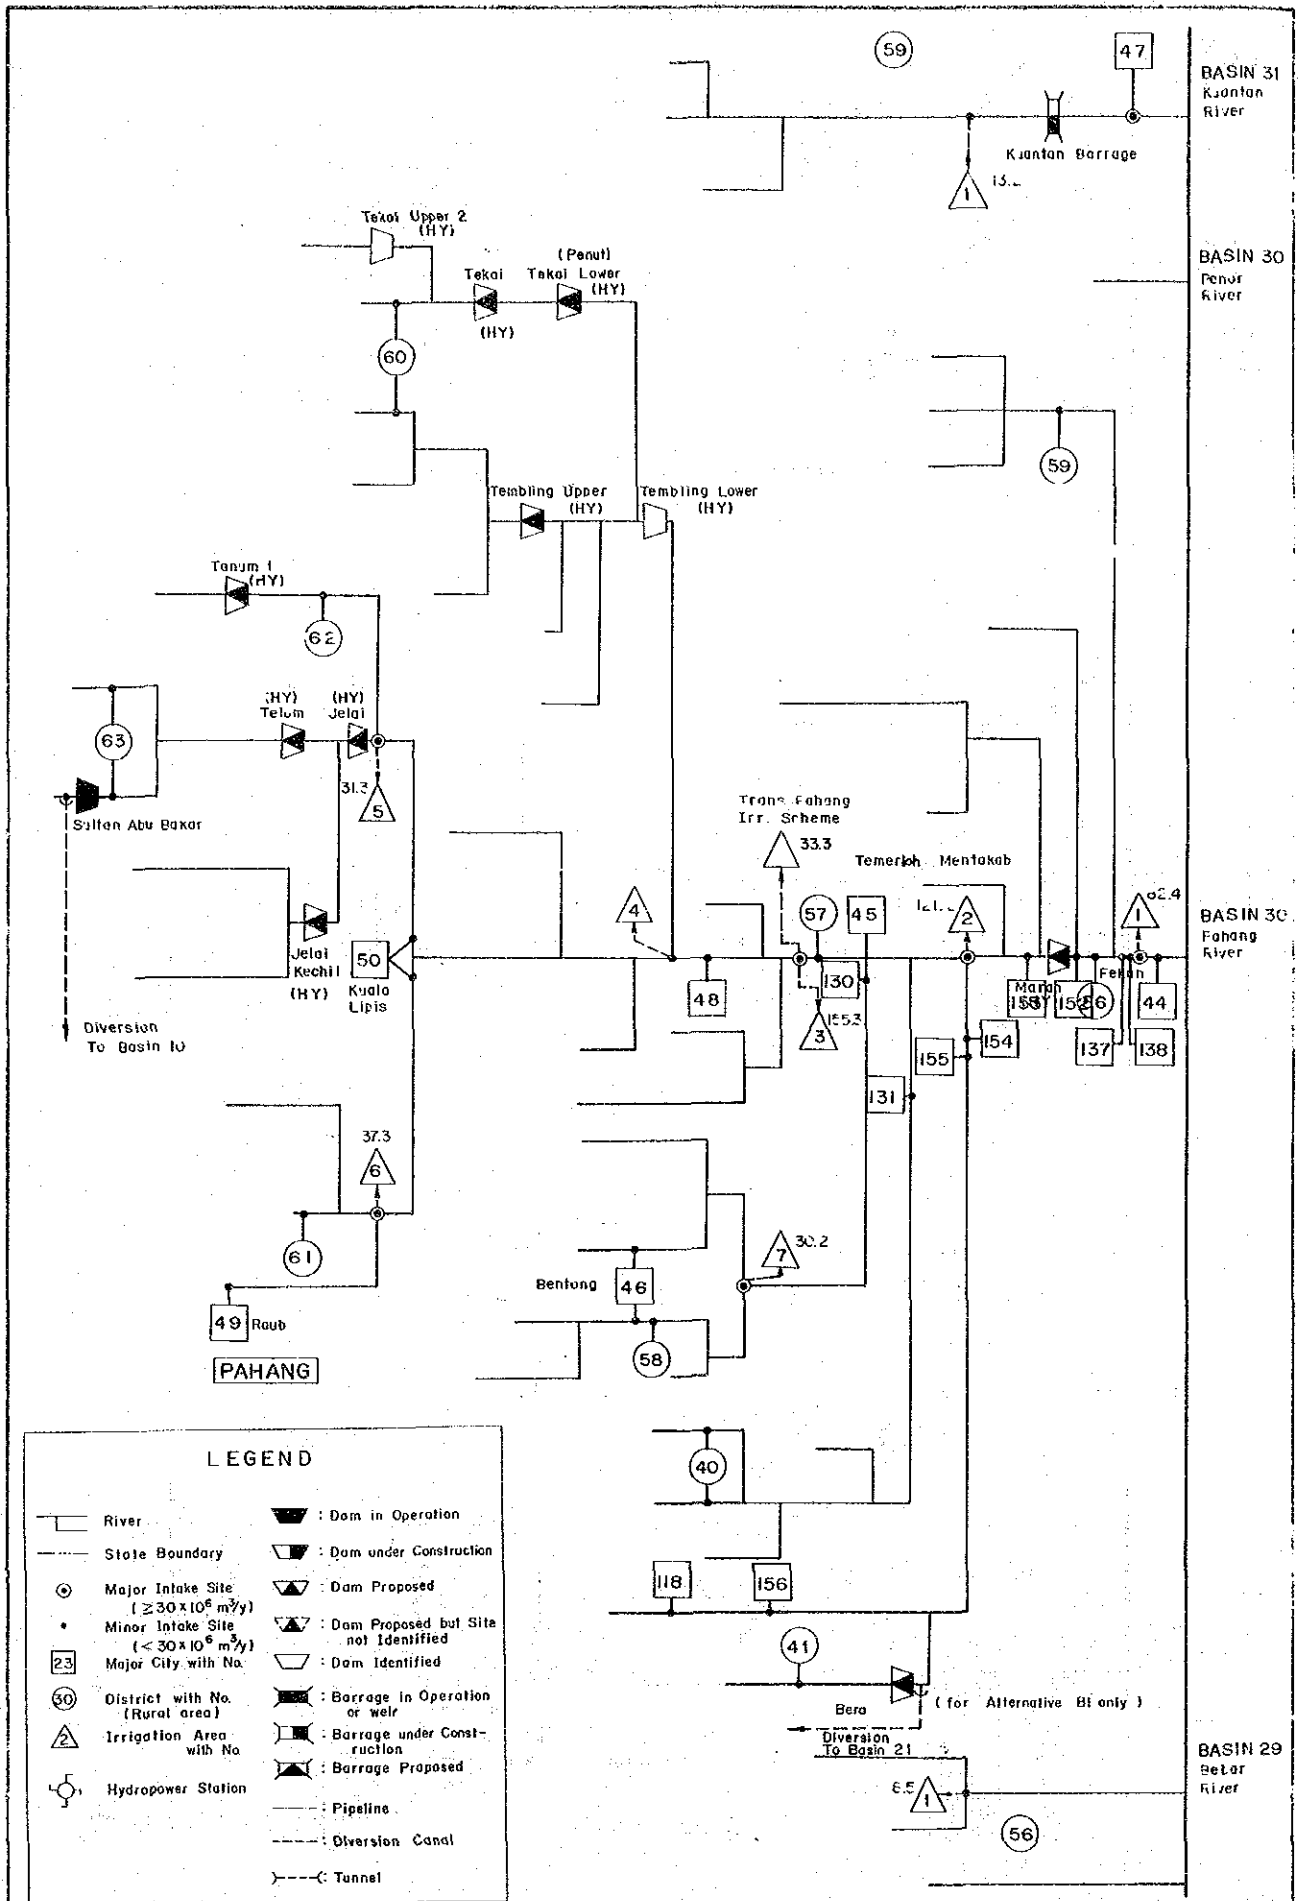 59
47
BASIN 31
Kuantan
River
Kuantan Barrage
1
Tekai Upper 2
(HY)
(Penut)
Tekai
Tekai Lower
(HY)
(HY)
BASIN 30
Penor
River
60
59
Tembling Upper
(HY)
Tembling Lower
(HY)
Tanum 1
(HY)
62
(HY)
Telom
(HY)
Jelai
63
31.3
5
Sultan Abu Bakar
Trans Pahang
Irr. Scheme
33.3
Temerloh Mentakab
4
57
45
2
1
62.4
BASIN 30
Pahang
River
50
Kuala
Lipis
Jelai
Kechil
(HY)
48
130
Pekan
Maran
152
56
44
3
Diversion
To Basin 10
155
154
137
138
131
37.3
6
61
7
30.2
Bentong
46
49
Raub
58
PAHANG
40
118
156
41
Bera
(for Alternative B1 only)
Diversion
To Basin 21
6.5
1
BASIN 29
Bebar
River
56
LEGEND
River
State Boundary
Major Intake Site
(≥30×10⁶ m³/y)
Minor Intake Site
(<30×10⁶ m³/y)
23
Major City with No.
30
District with No.
(Rural area)
2
Irrigation Area
with No.
Hydropower Station
: Dam in Operation
: Dam under Construction
: Dam Proposed
: Dam Proposed but Site
not Identified
: Dam Identified
: Barrage in Operation
or weir
: Barrage under Const-
ruction
: Barrage Proposed
: Pipeline
: Diversion Canal
: Tunnel